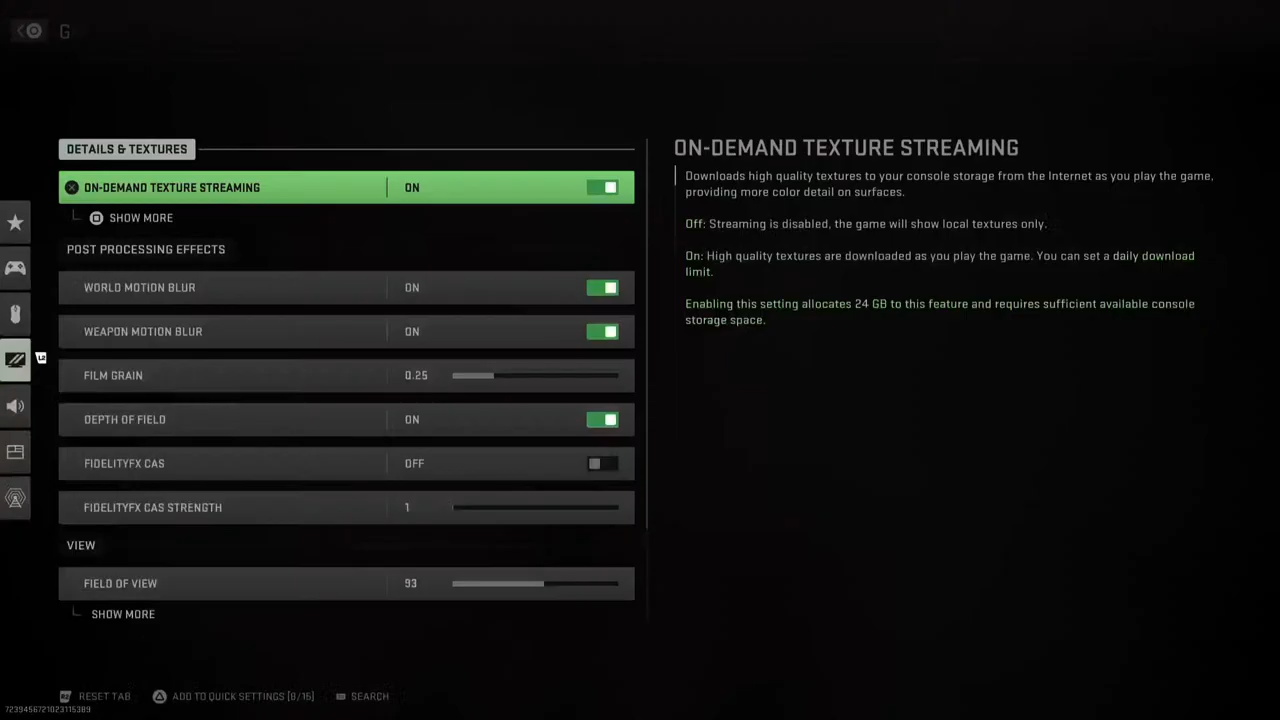 G
DETAILS & TEXTURES
ON-DEMAND TEXTURE STREAMING ON
SHOW MORE
POST PROCESSING EFFECTS
WORLD MOTION BLUR ON
WEAPON MOTION BLUR ON
FILM GRAIN 0.25
DEPTH OF FIELD ON
FIDELITYFX CAS OFF
FIDELITYFX CAS STRENGTH 1
VIEW
FIELD OF VIEW 93
SHOW MORE
L2
ON-DEMAND TEXTURE STREAMING
Downloads high quality textures to your console storage from the Internet as you play the game,
providing more color detail on surfaces.
Off: Streaming is disabled, the game will show local textures only.
On: High quality textures are downloaded as you play the game. You can set a daily download
limit.
Enabling this setting allocates 24 GB to this feature and requires sufficient available console
storage space.
RESET TAB ADD TO QUICK SETTINGS [8/15] SEARCH
7239456721023115389